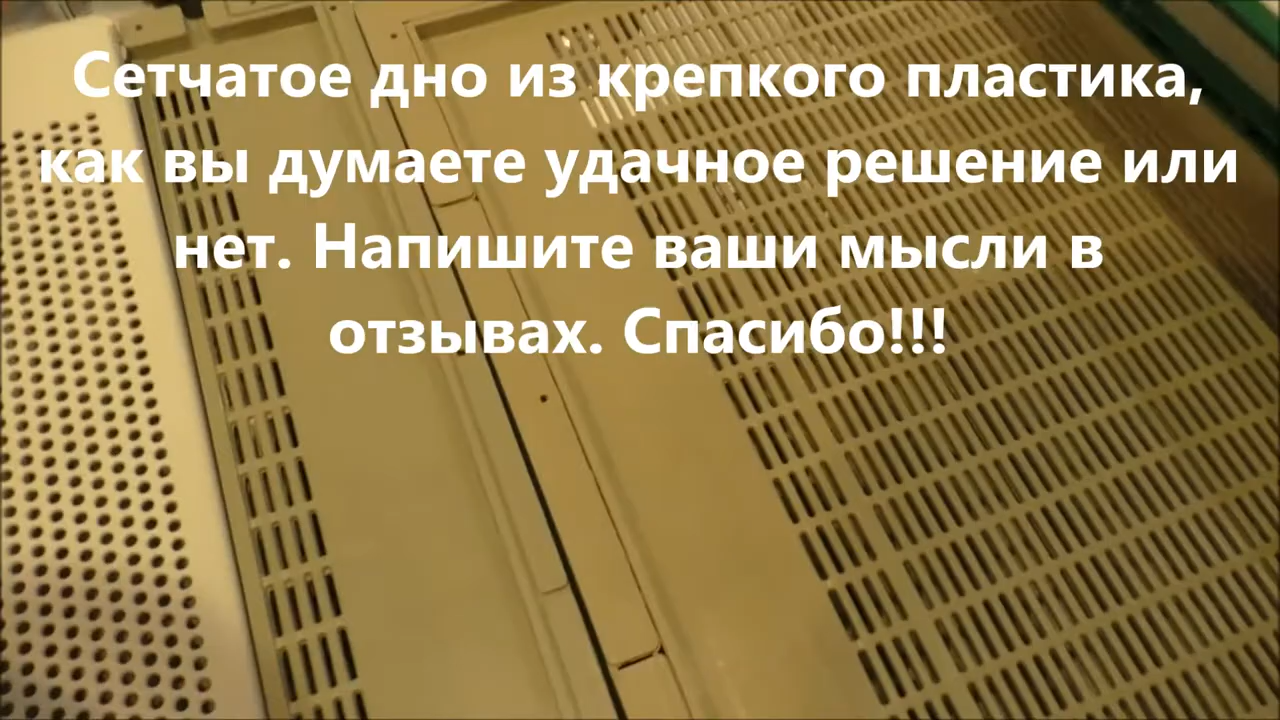 Сетчатое дно из крепкого пластика,
как вы думаете удачное решение или
нет. Напишите ваши мысли в
отзывах. Спасибо!!!